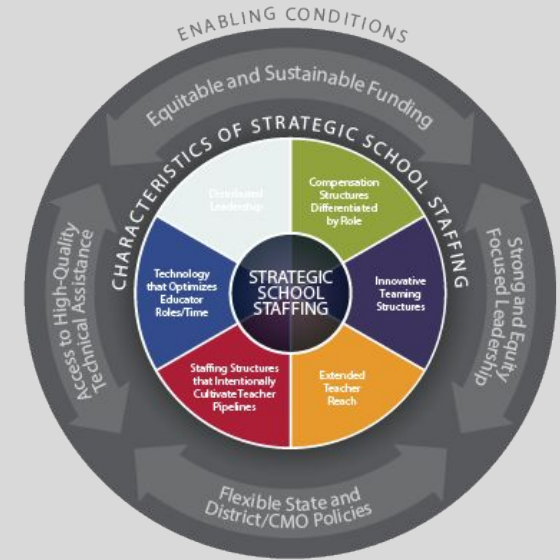 ENABLING CONDITIONS
Equitable and Sustainable Funding
CHARACTERISTICS OF STRATEGIC SCHOOL STAFFING
Distributed
Leadership
Compensation
Structures
Differentiated
by Role
Technology
that Optimizes
Educator
Roles/Time
STRATEGIC
SCHOOL
STAFFING
Innovative
Teaming
Structures
Staffing Structures
that Intentionally
Cultivate Teacher
Pipelines
Extended
Teacher
Reach
Access to High-Quality
Technical Assistance
Strong and Equity
Focused Leadership
Flexible State and
District/CMO Policies